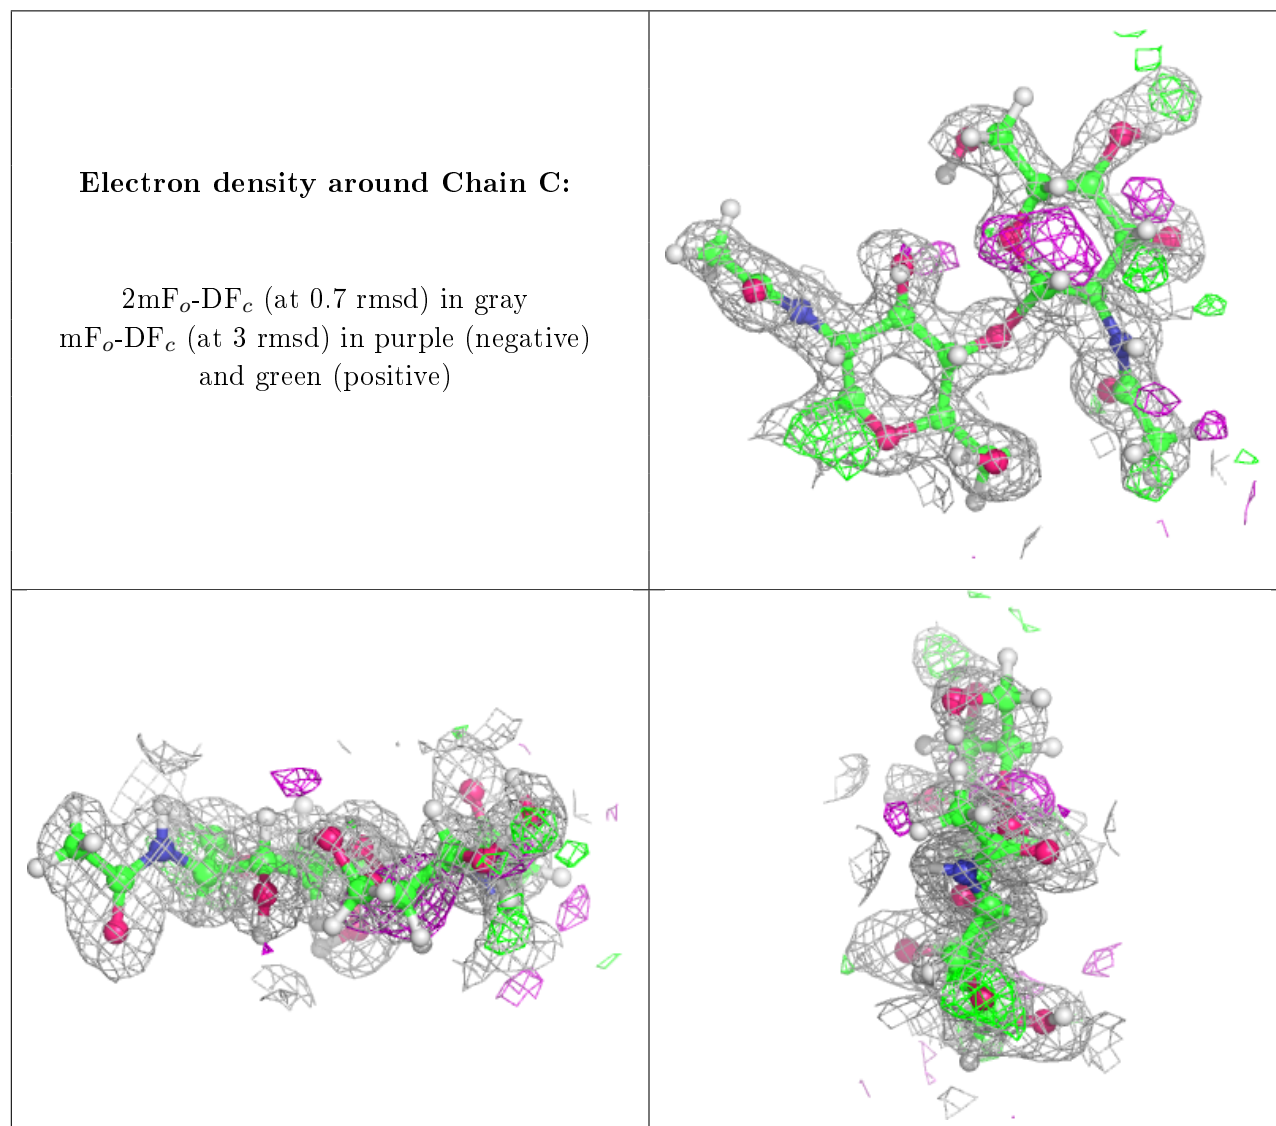 Electron density around Chain C:
2mFₒ-DF𝒸 (at 0.7 rmsd) in gray
mFₒ-DF𝒸 (at 3 rmsd) in purple (negative)
and green (positive)